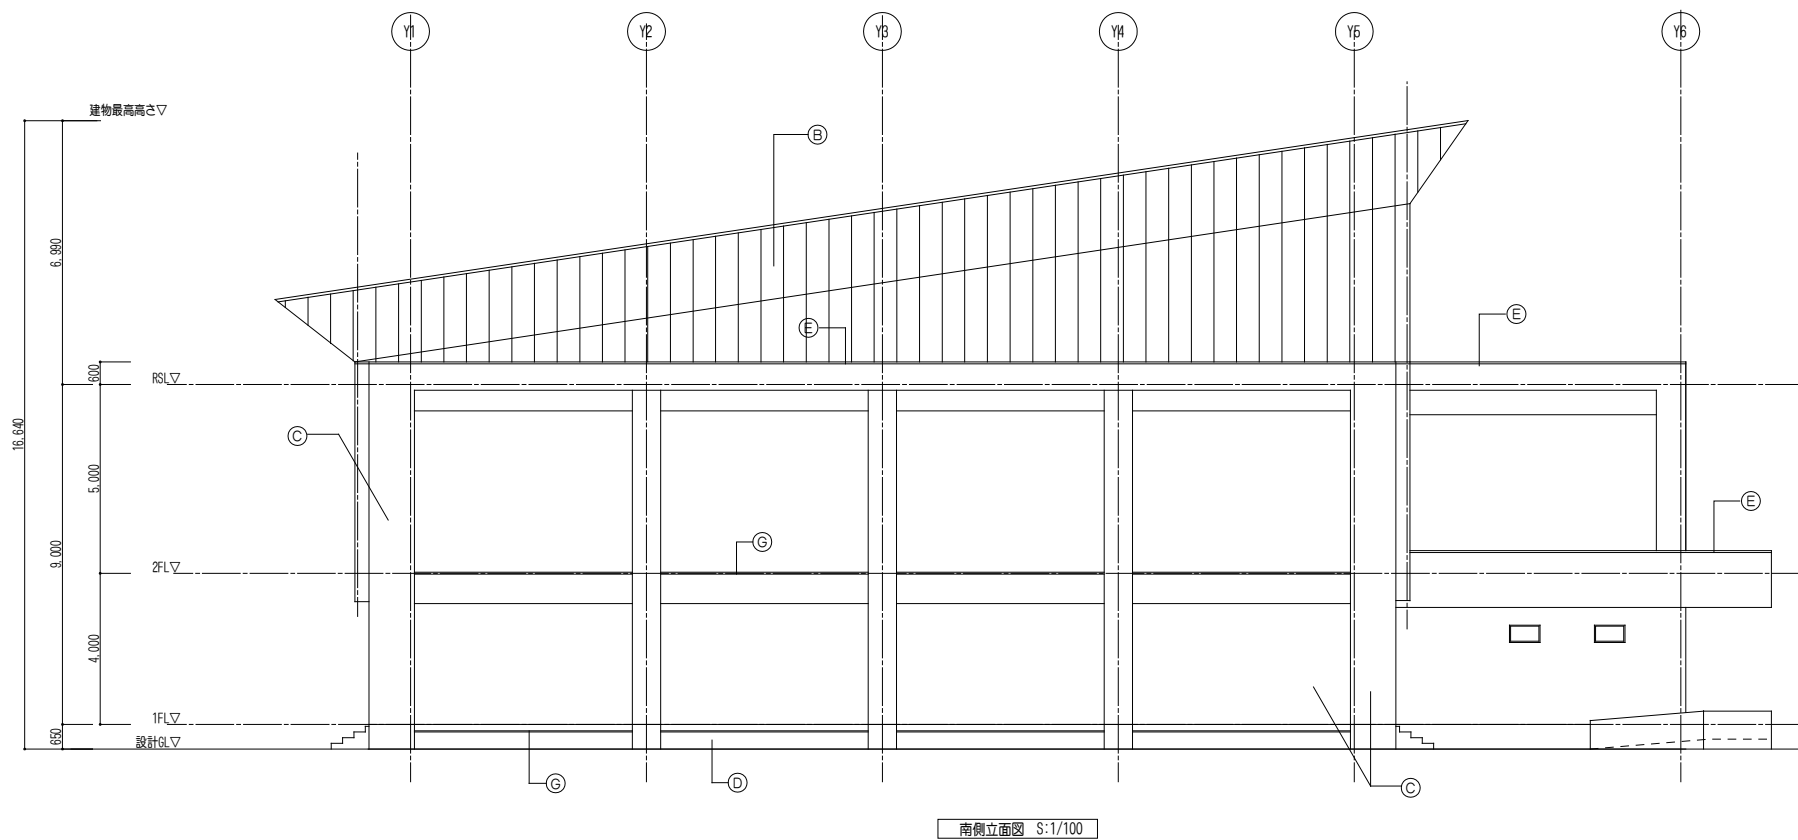 Y1 Y2 Y3 Y4 Y5 Y6
建物最高高さ▽
B
6,990
E
E
600
RSL▽
16,640
C
5,000
E
G
9,000
2FL▽
4,000
1FL▽
650
設計GL▽
G
D
C
南側立面図 S:1/100